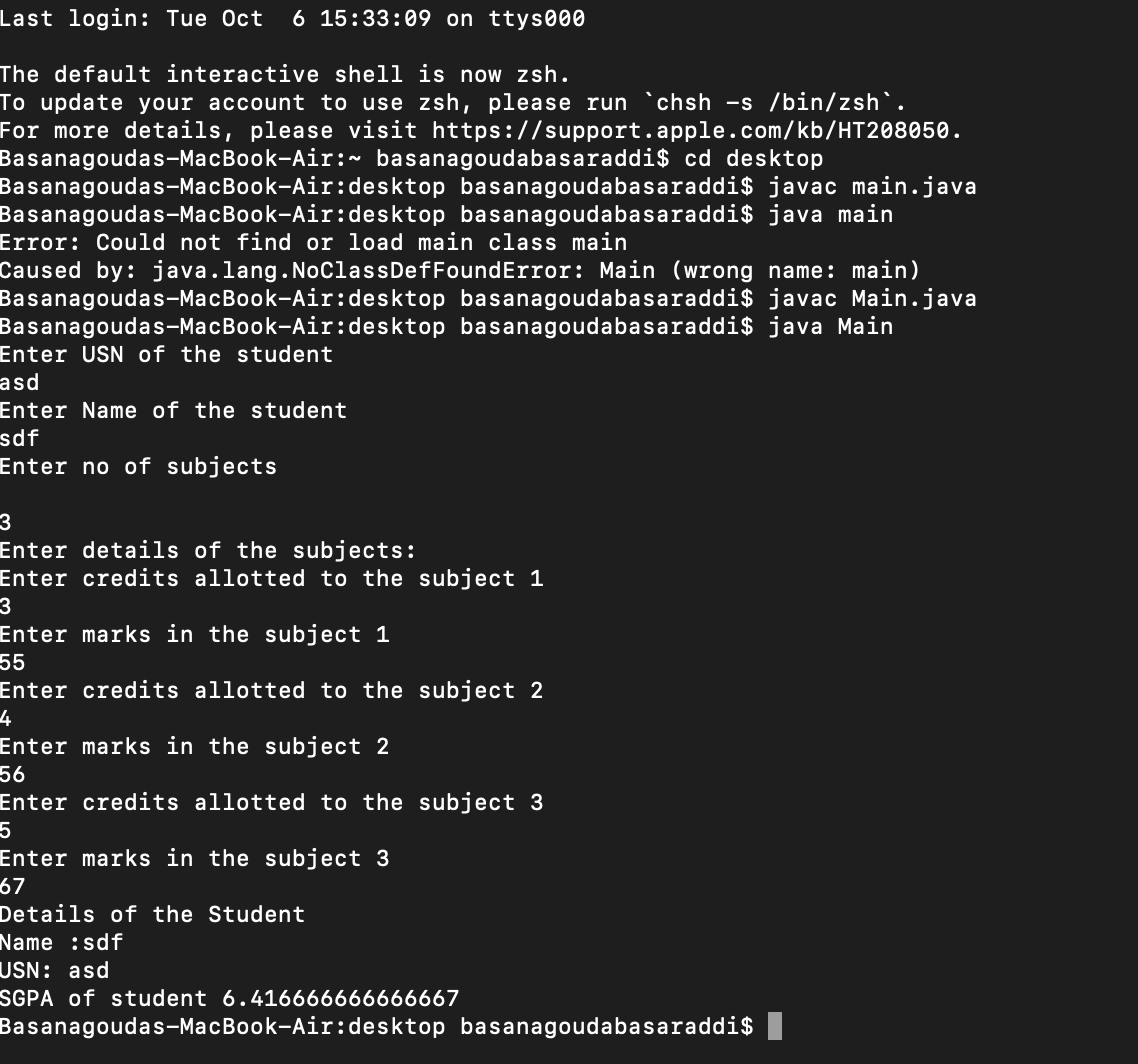 Last login: Tue Oct  6 15:33:09 on ttys000
The default interactive shell is now zsh.
To update your account to use zsh, please run `chsh -s /bin/zsh`.
For more details, please visit https://support.apple.com/kb/HT208050.
Basanagoudas-MacBook-Air:~ basanagoudabasaraddi$ cd desktop
Basanagoudas-MacBook-Air:desktop basanagoudabasaraddi$ javac main.java
Basanagoudas-MacBook-Air:desktop basanagoudabasaraddi$ java main
Error: Could not find or load main class main
Caused by: java.lang.NoClassDefFoundError: Main (wrong name: main)
Basanagoudas-MacBook-Air:desktop basanagoudabasaraddi$ javac Main.java
Basanagoudas-MacBook-Air:desktop basanagoudabasaraddi$ java Main
Enter USN of the student
asd
Enter Name of the student
sdf
Enter no of subjects
3
Enter details of the subjects:
Enter credits allotted to the subject 1
3
Enter marks in the subject 1
55
Enter credits allotted to the subject 2
4
Enter marks in the subject 2
56
Enter credits allotted to the subject 3
5
Enter marks in the subject 3
67
Details of the Student
Name :sdf
USN: asd
SGPA of student 6.416666666666667
Basanagoudas-MacBook-Air:desktop basanagoudabasaraddi$